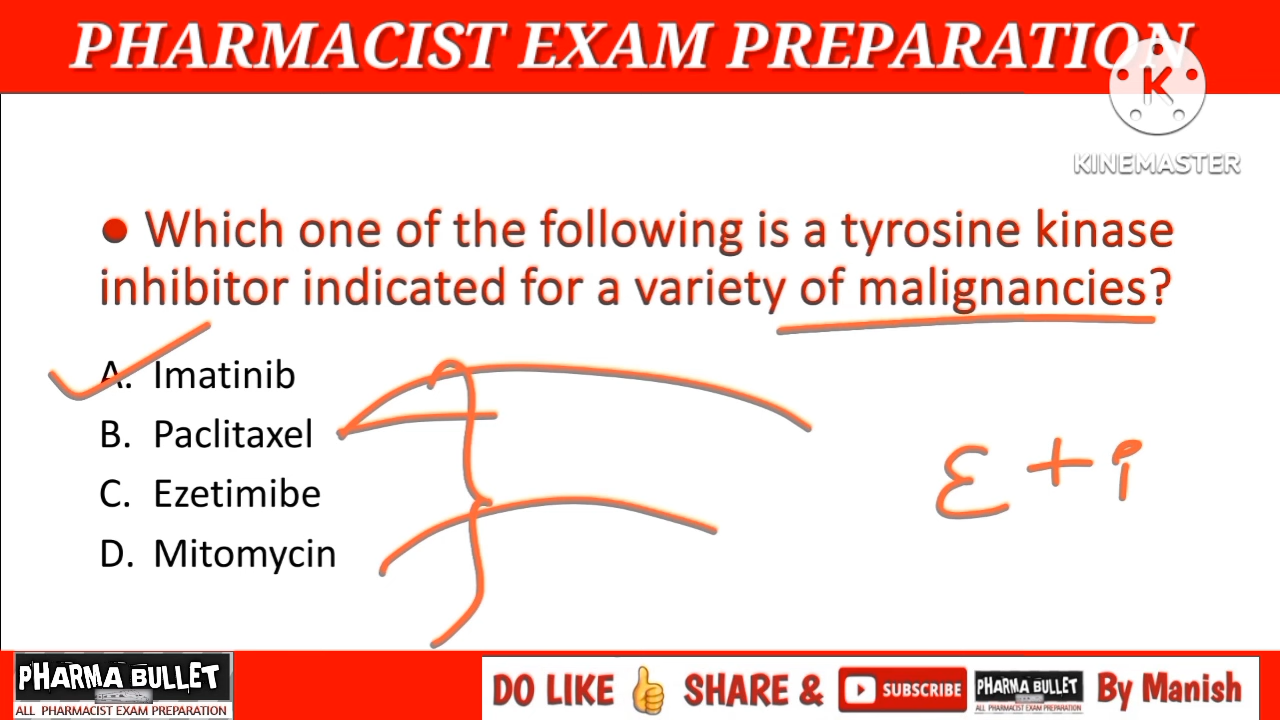 PHARMACIST EXAM PREPARATION
K
KINEMASTER
● Which one of the following is a tyrosine kinase
inhibitor indicated for a variety of malignancies?
A. Imatinib
B. Paclitaxel
C. Ezetimibe
D. Mitomycin
ε + i
PHARMA BULLET
ALL PHARMACIST EXAM PREPARATION
DO LIKE 👍 SHARE & SUBSCRIBE PHARMA BULLET By Manish
ALL PHARMACIST EXAM PREPARATION